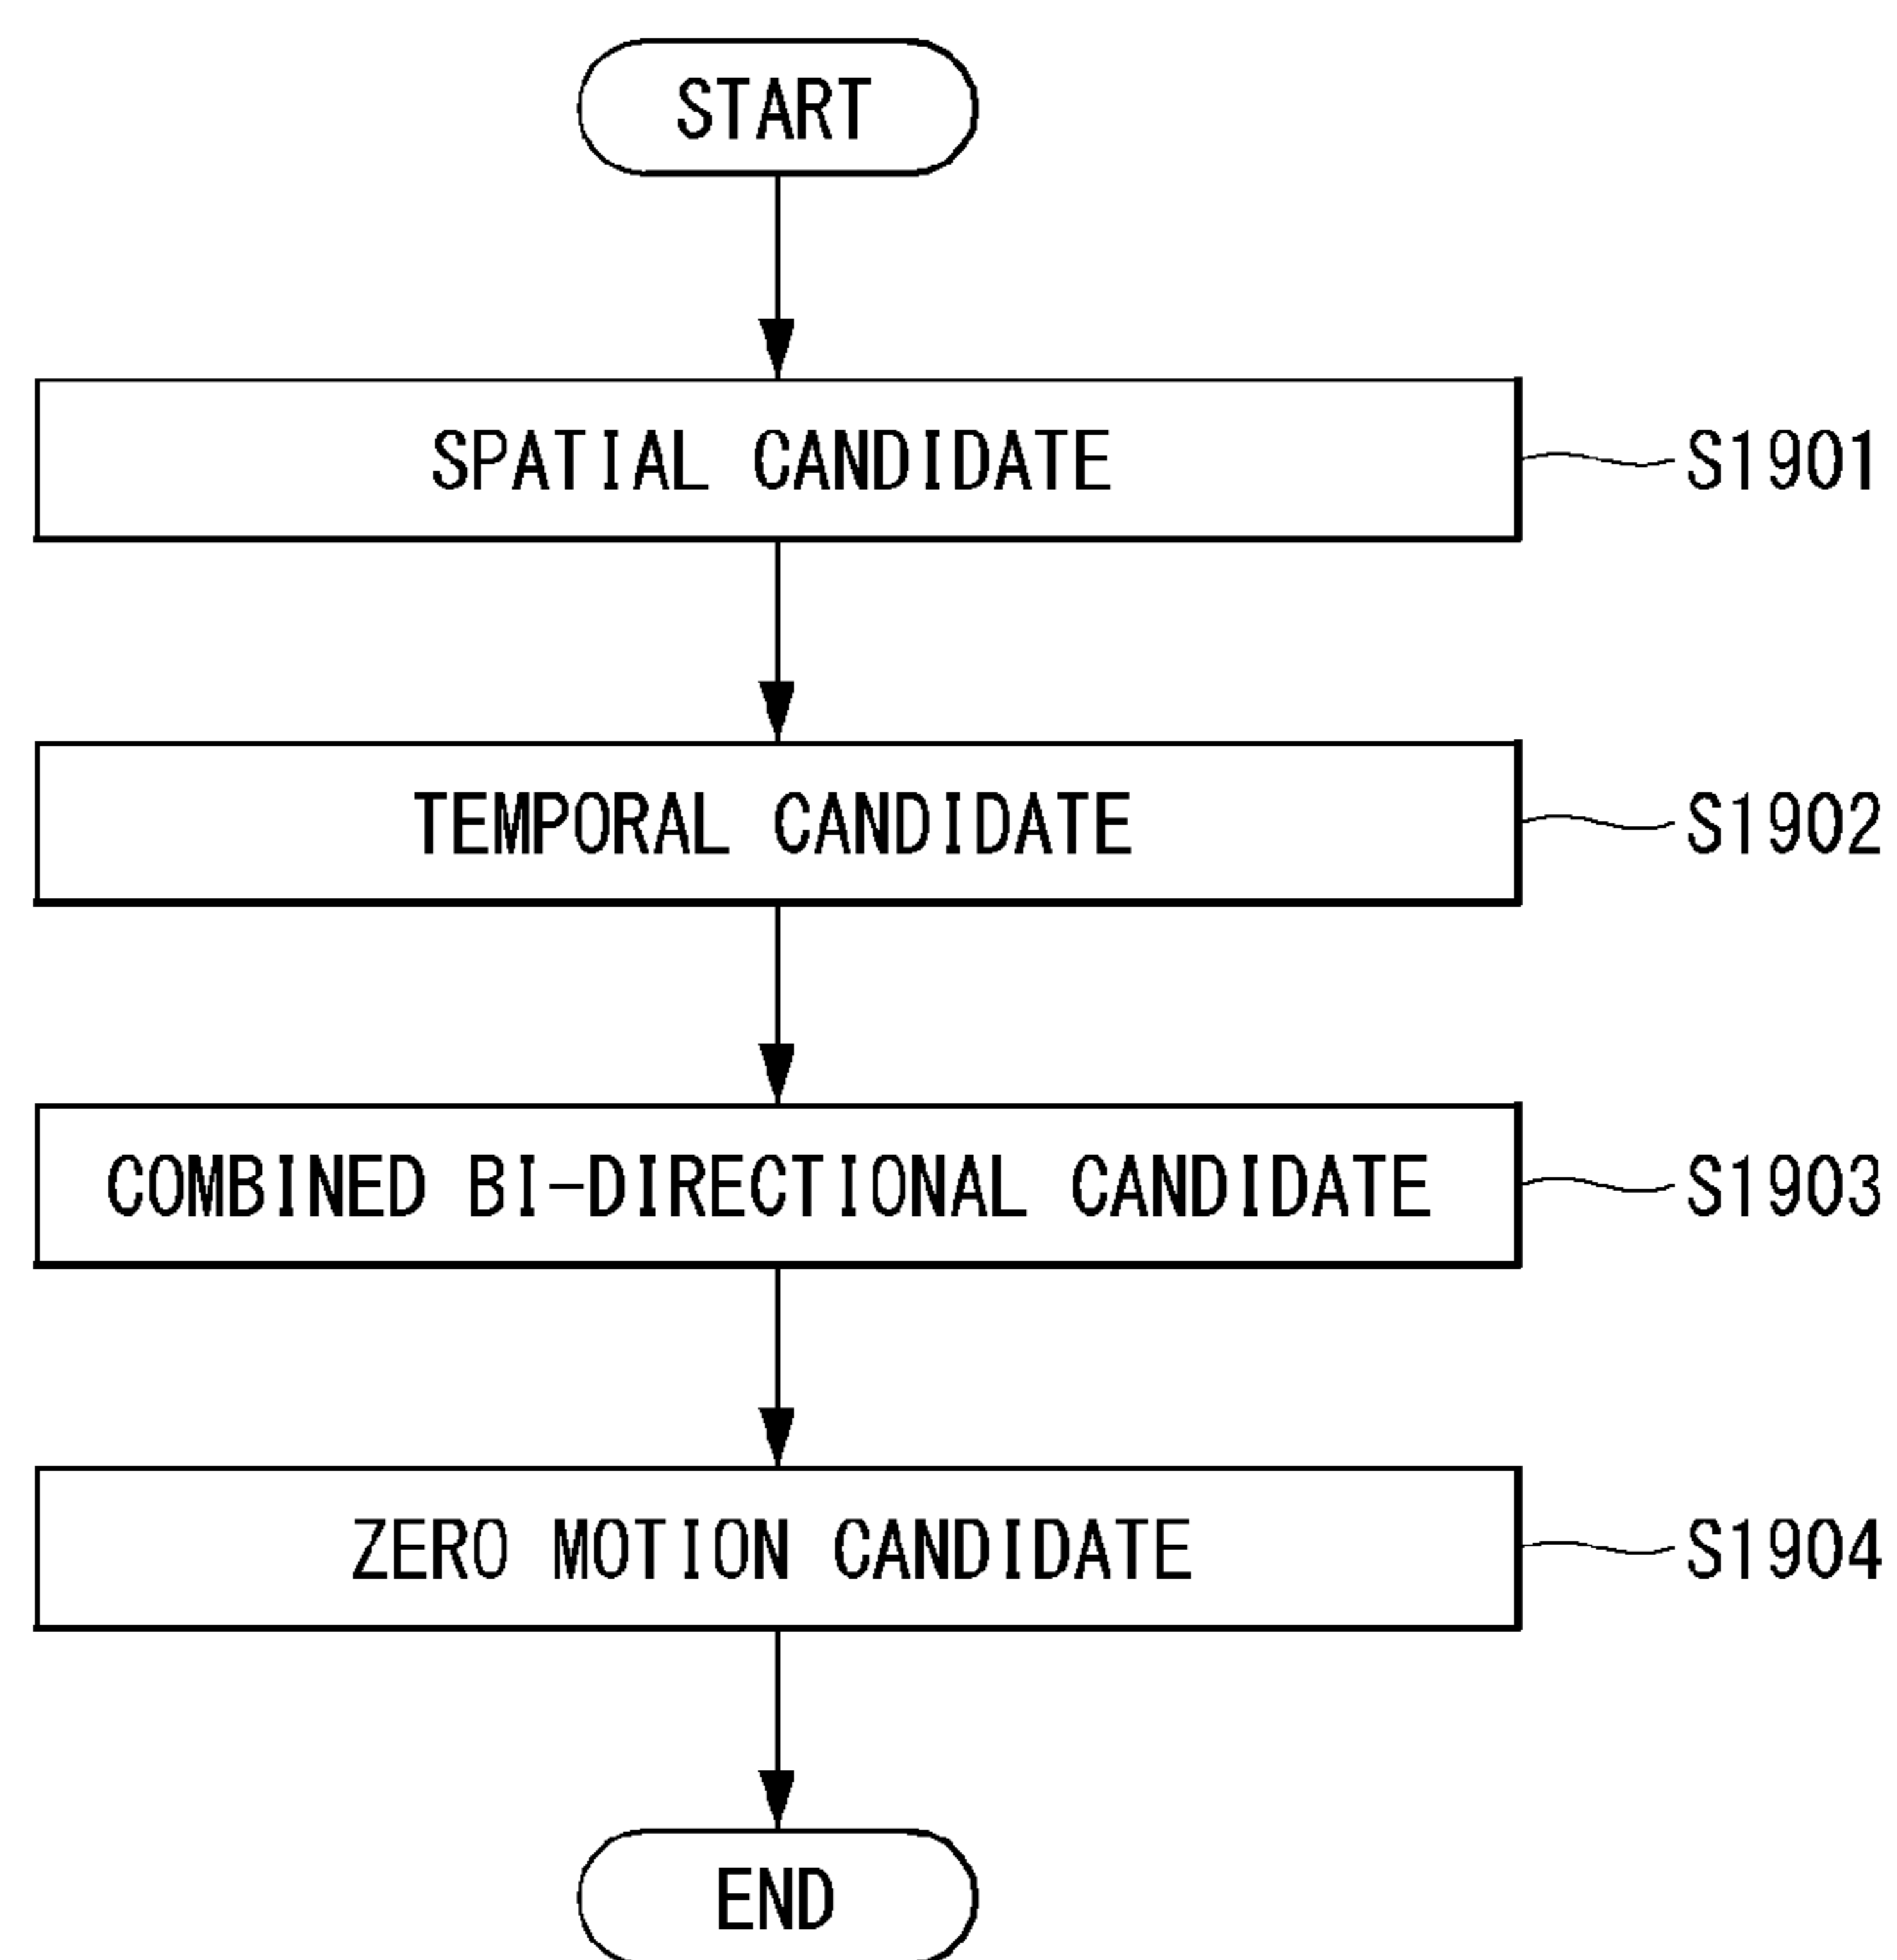 START
SPATIAL CANDIDATE
S1901
TEMPORAL CANDIDATE
S1902
COMBINED BI-DIRECTIONAL CANDIDATE
S1903
ZERO MOTION CANDIDATE
S1904
END